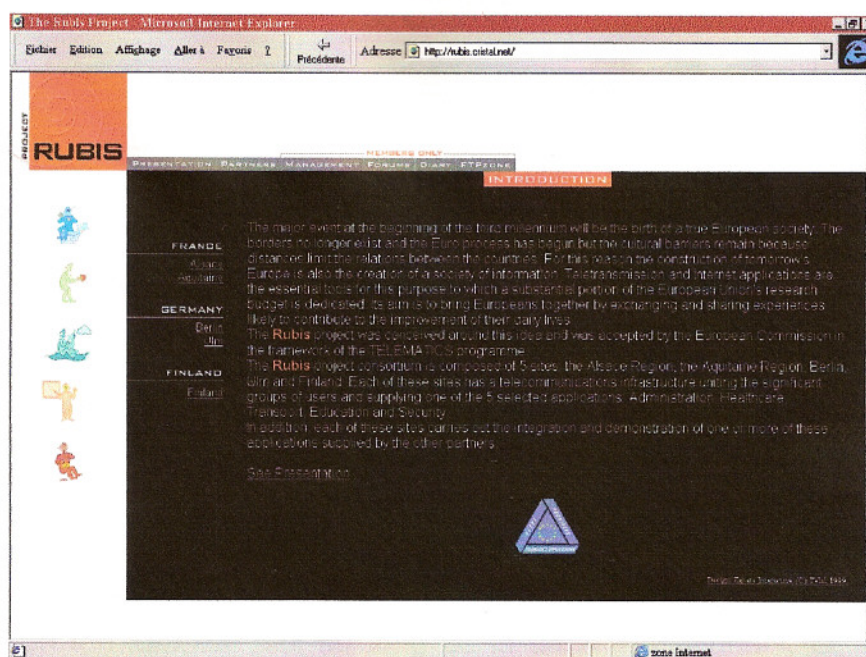 The Rubis Project - Microsoft Internet Explorer
Fichier Edition Affichage Aller à Favoris ?
Précédente
Adresse http://rubis.cristal.net/
PROJECT
RUBIS
MEMBERS ONLY
PRESENTATION PARTNERS MANAGEMENT FORUMS DIARY FTPZONE
INTRODUCTION
FRANCE
Alsace
Aquitaine
GERMANY
Berlin
Ulm
FINLAND
Finland
The major event at the beginning of the third millennium will be the birth of a true European society. The
borders no longer exist and the Euro process has begun but the cultural barriers remain because
distances limit the relations between the countries. For this reason the construction of tomorrow's
Europe is also the creation of a society of information. Teletransmission and Internet applications are
the essential tools for this purpose to which a substantial portion of the European Union's research
budget is dedicated. Its aim is to bring Europeans together by exchanging and sharing experiences
likely to contribute to the improvement of their daily lives
The Rubis project was conceived around this idea and was accepted by the European Commission in
the framework of the TELEMATICS programme.
The Rubis project consortium is composed of 5 sites: the Alsace Region, the Aquitaine Region, Berlin,
Ulm and Finland. Each of these sites has a telecommunications infrastructure uniting the significant
groups of users and supplying one of the 5 selected applications: Administration, Healthcare,
Transport, Education and Security.
In addition, each of these sites carries out the integration and demonstration of one or more of these
applications supplied by the other partners.
See Presentation
1999
zone Internet